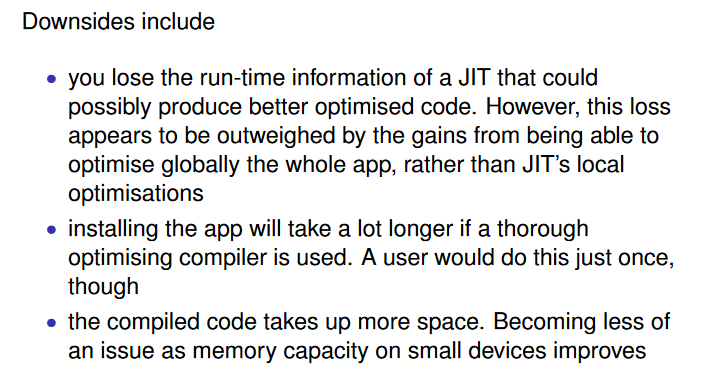 Downsides include
• you lose the run-time information of a JIT that could
possibly produce better optimised code. However, this loss
appears to be outweighed by the gains from being able to
optimise globally the whole app, rather than JIT's local
optimisations
• installing the app will take a lot longer if a thorough
optimising compiler is used. A user would do this just once,
though
• the compiled code takes up more space. Becoming less of
an issue as memory capacity on small devices improves